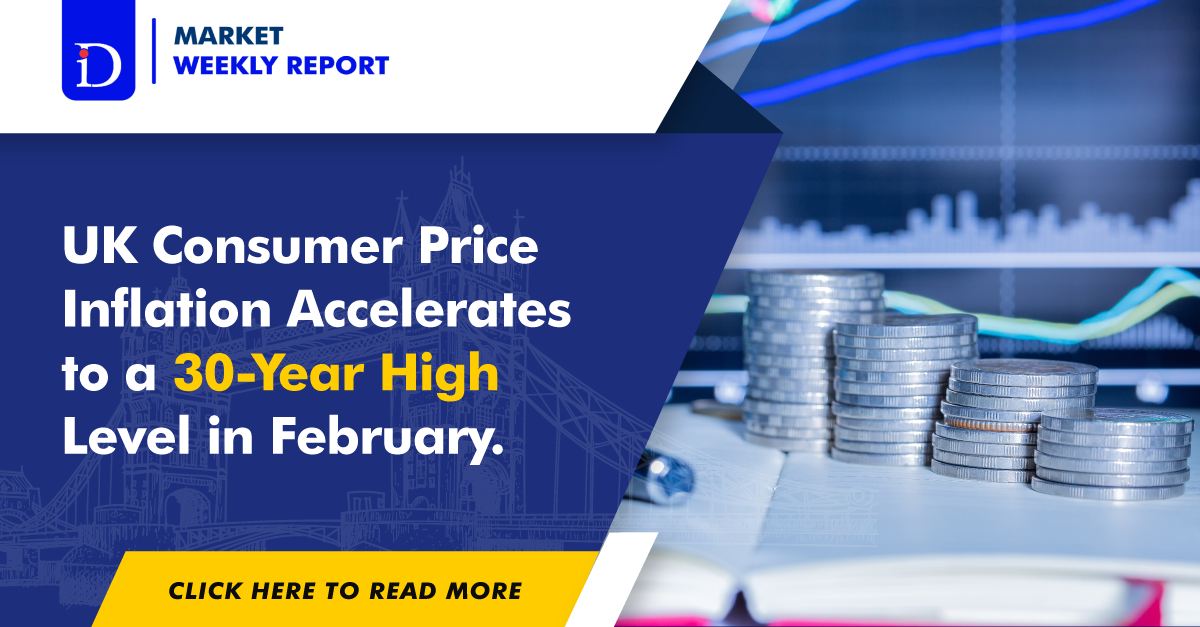 iD
MARKET
WEEKLY REPORT
UK Consumer Price
Inflation Accelerates
to a 30-Year High
Level in February.
CLICK HERE TO READ MORE